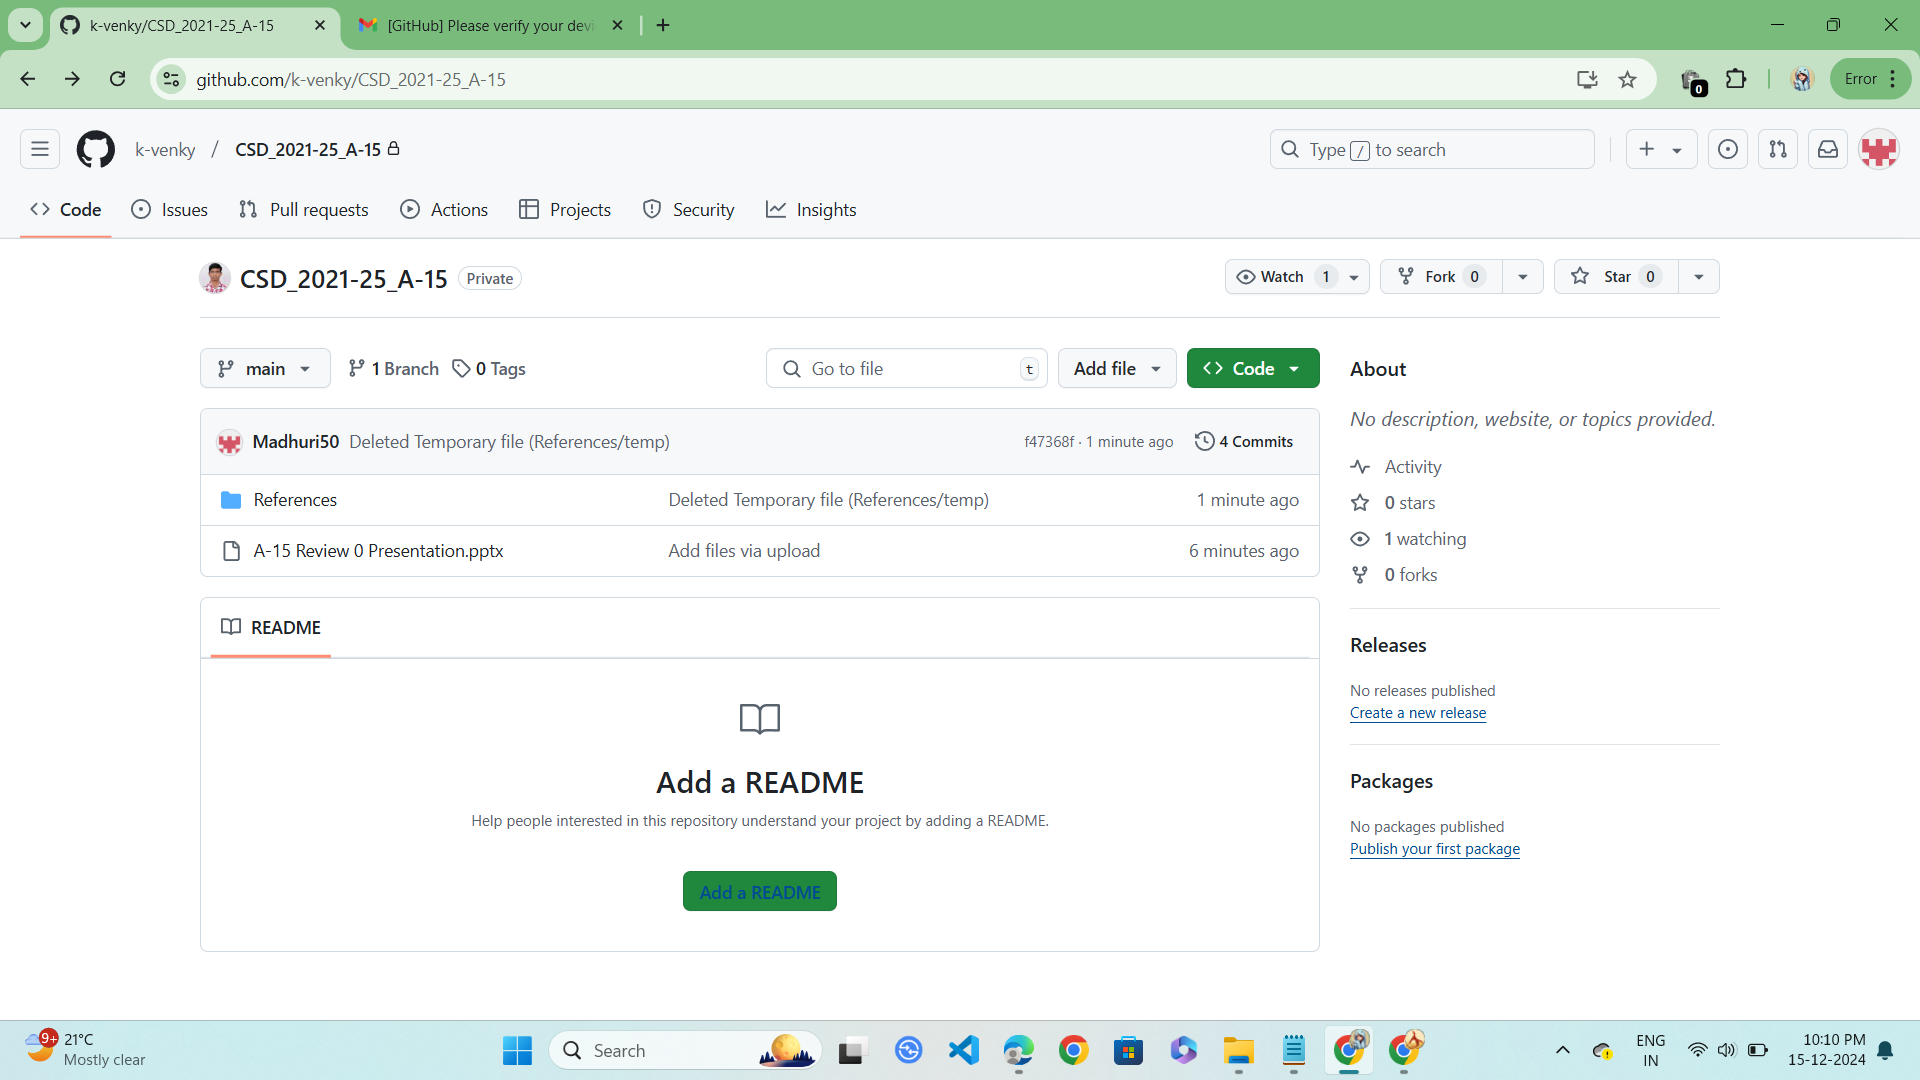 k-venky/CSD_2021-25_A-15
[GitHub] Please verify your devi
github.com/k-venky/CSD_2021-25_A-15
0
Error
k-venky / CSD_2021-25_A-15
Type / to search
Code
Issues
Pull requests
Actions
Projects
Security
Insights
CSD_2021-25_A-15 Private
Watch 1
Fork 0
Star 0
main
1 Branch
0 Tags
Go to file t
Add file
Code
Madhuri50 Deleted Temporary file (References/temp) f47368f · 1 minute ago 4 Commits
References Deleted Temporary file (References/temp) 1 minute ago
A-15 Review 0 Presentation.pptx Add files via upload 6 minutes ago
README
Add a README
Help people interested in this repository understand your project by adding a README.
Add a README
About
No description, website, or topics provided.
Activity
0 stars
1 watching
0 forks
Releases
No releases published
Create a new release
Packages
No packages published
Publish your first package
9+
21°C
Mostly clear
Search
ENG
IN
10:10 PM
15-12-2024